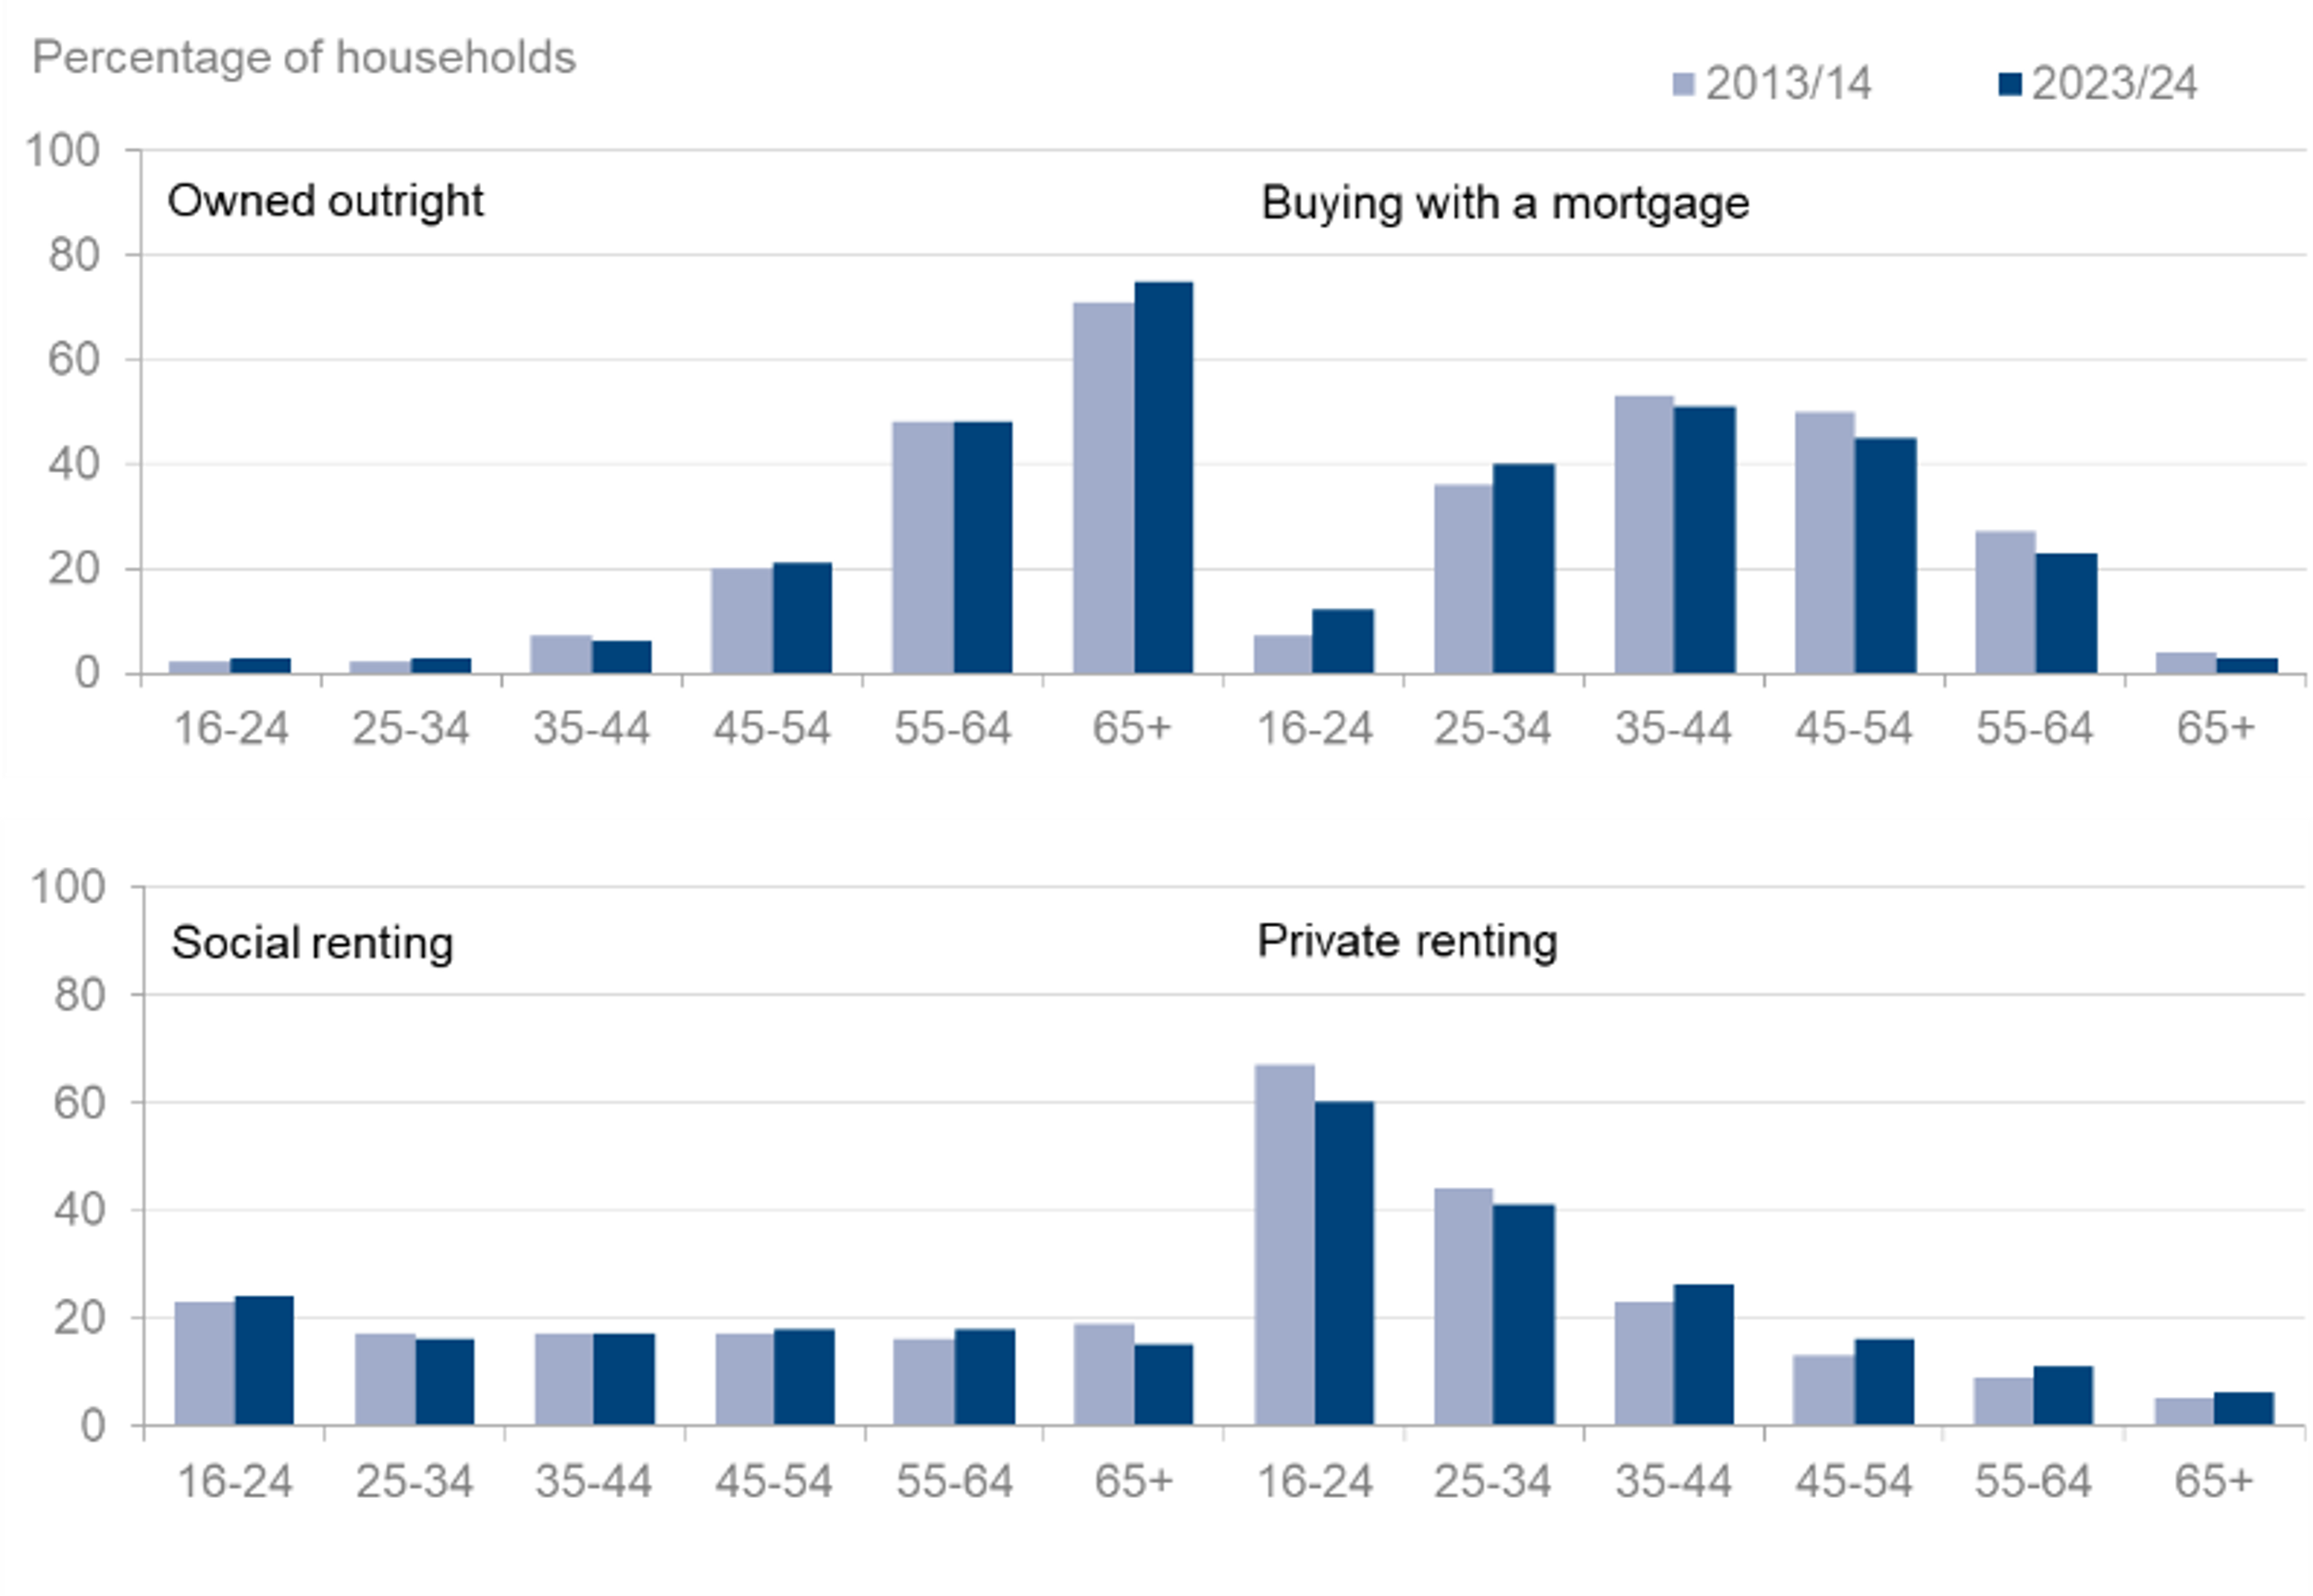 Percentage of households
2013/14 2023/24
100
Owned outright Buying with a mortgage
80
60
40
20
0
16-24 25-34 35-44 45-54 55-64 65+ 16-24 25-34 35-44 45-54 55-64 65+
100
Social renting Private renting
80
60
40
20
0
16-24 25-34 35-44 45-54 55-64 65+ 16-24 25-34 35-44 45-54 55-64 65+